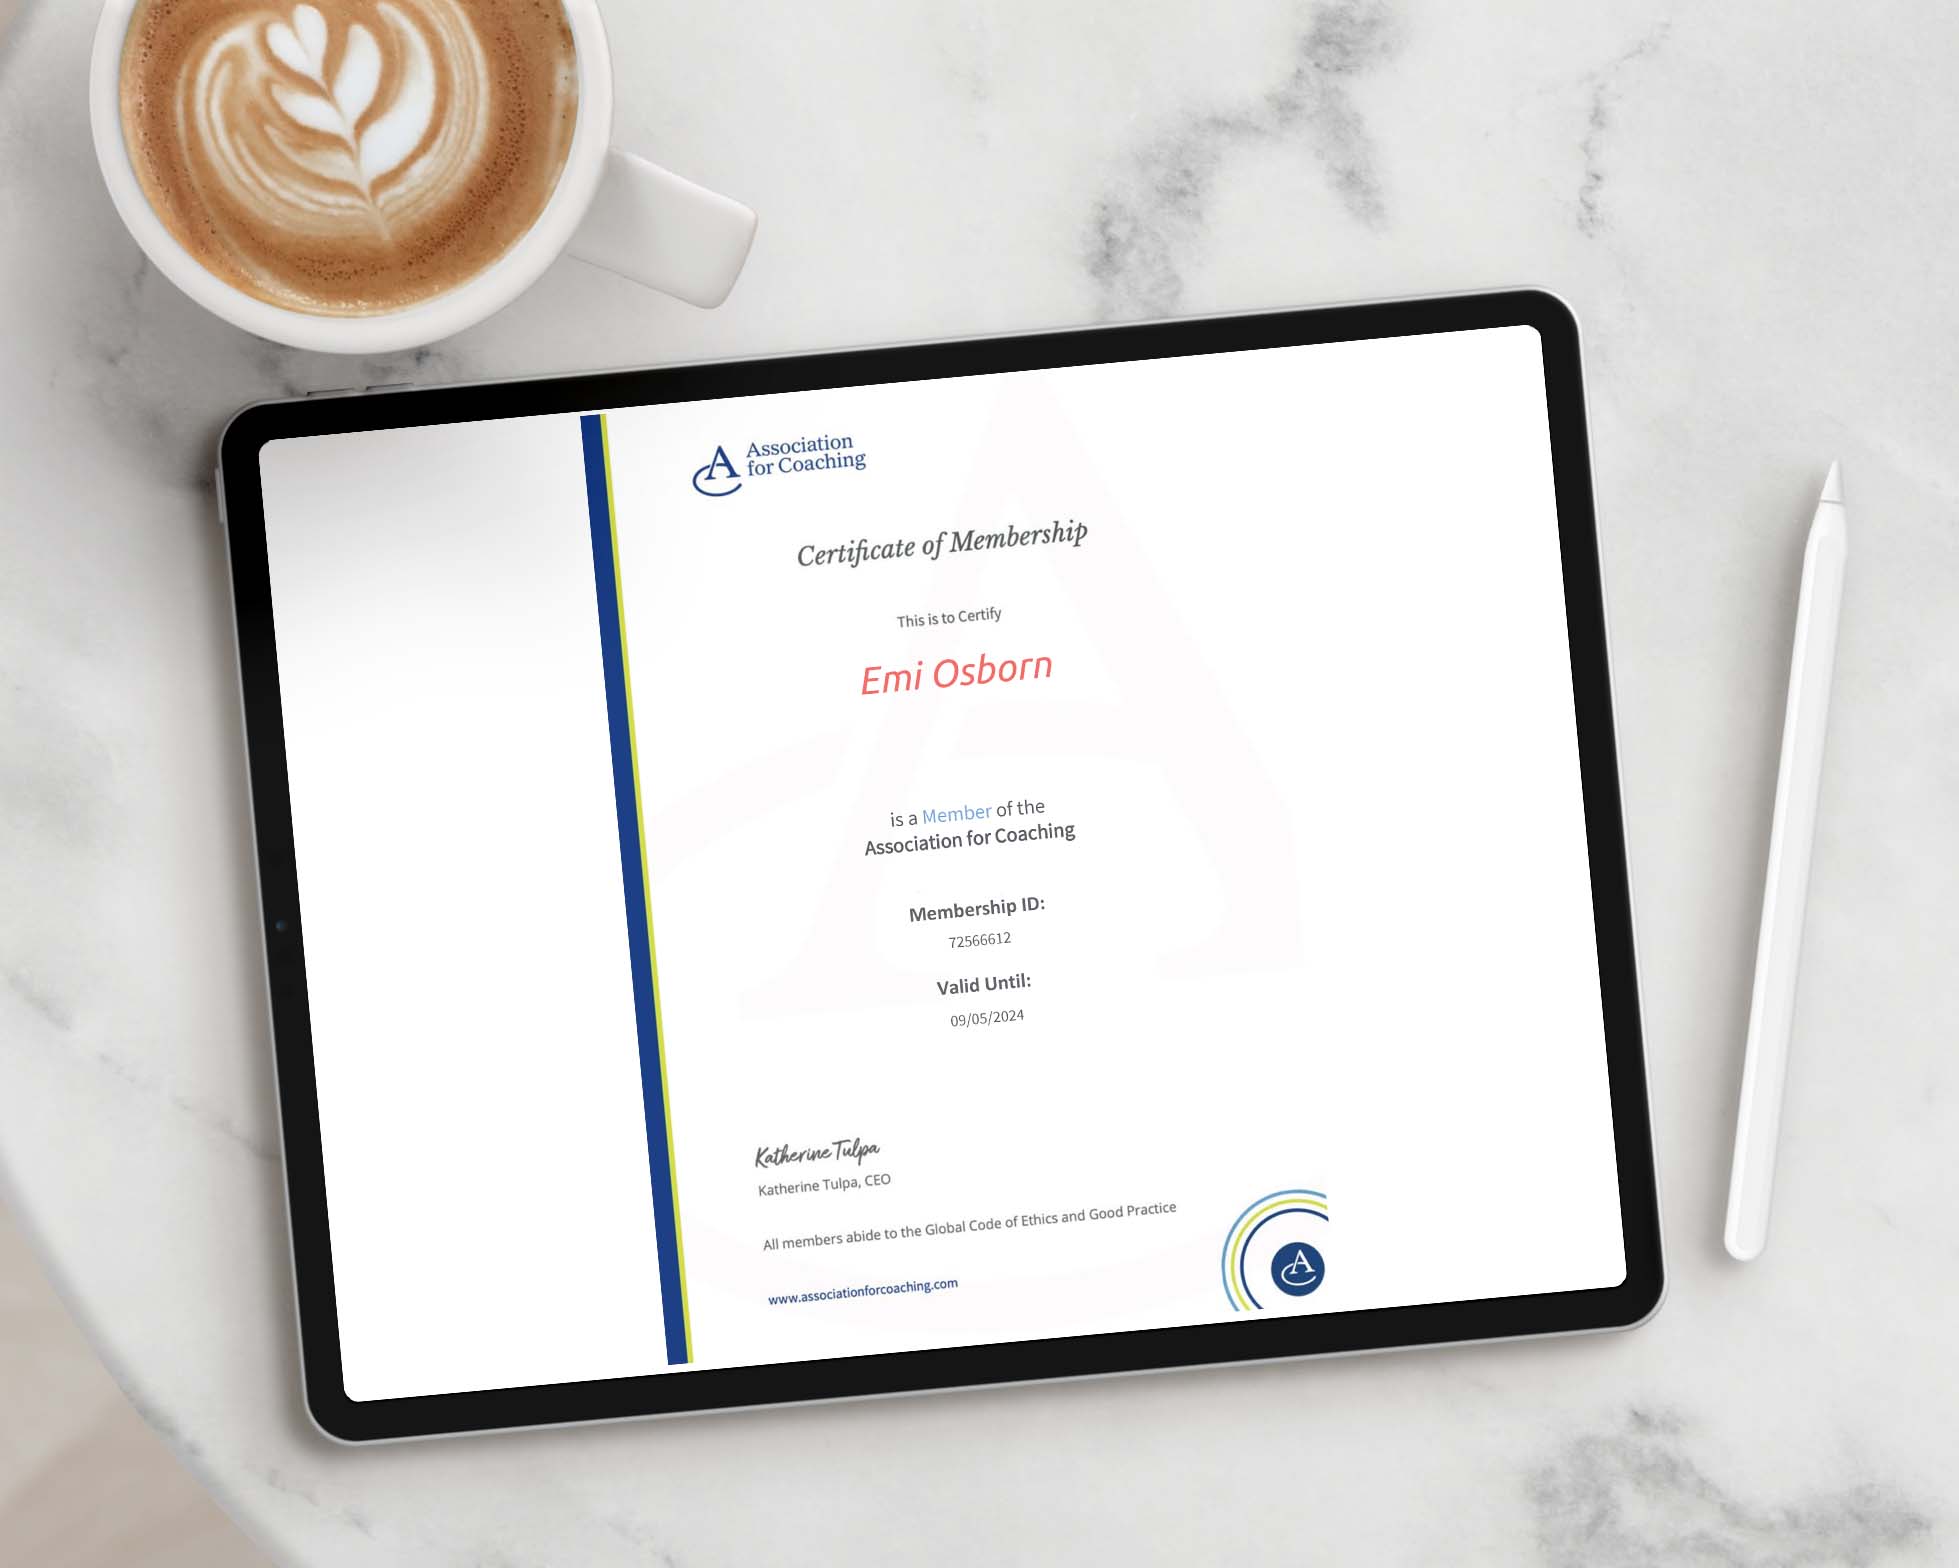 Association
for Coaching
Certificate of Membership
This is to Certify
Emi Osborn
is a Member of the
Association for Coaching
Membership ID:
72566612
Valid Until:
09/05/2024
Katherine Tulpa
Katherine Tulpa, CEO
All members abide to the Global Code of Ethics and Good Practice
www.associationforcoaching.com